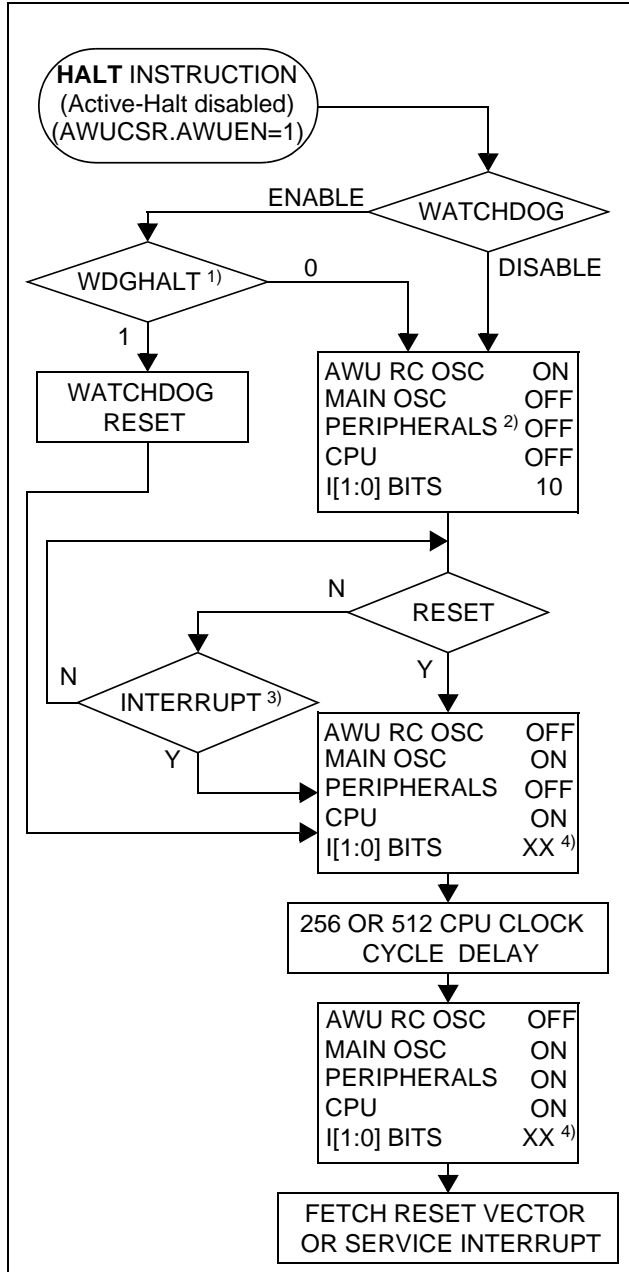 HALT INSTRUCTION
(Active-Halt disabled)
(AWUCSR.AWUEN=1)
ENABLE
WATCHDOG
WDGHALT 1)
0
DISABLE
1
WATCHDOG
RESET
AWU RC OSC ON
MAIN OSC OFF
PERIPHERALS 2) OFF
CPU OFF
I[1:0] BITS 10
N
RESET
N
INTERRUPT 3)
Y
Y
AWU RC OSC OFF
MAIN OSC ON
PERIPHERALS OFF
CPU ON
I[1:0] BITS XX 4)
256 OR 512 CPU CLOCK
CYCLE DELAY
AWU RC OSC OFF
MAIN OSC ON
PERIPHERALS ON
CPU ON
I[1:0] BITS XX 4)
FETCH RESET VECTOR
OR SERVICE INTERRUPT